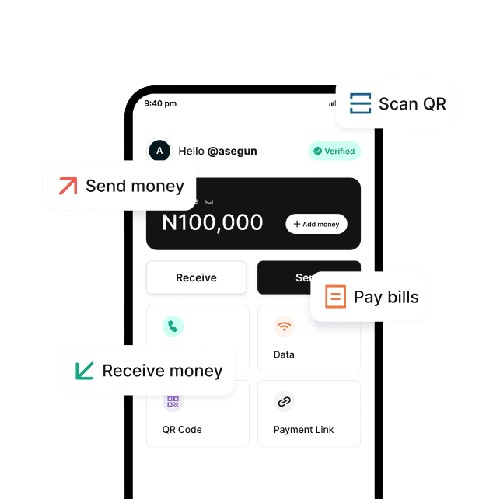 9:40 pm
Scan QR
A
Hello @asegun
Verified
Send money
N100,000
+ Add money
Receive
Pay bills
Data
Receive money
QR Code
Payment Link